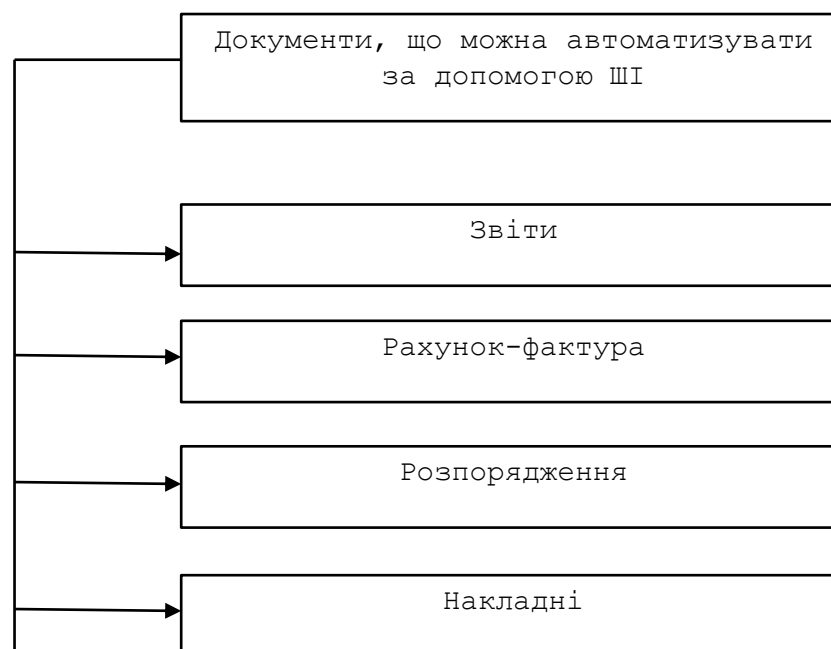 Документи, що можна автоматизувати
за допомогою ШІ
Звіти
Рахунок-фактура
Розпорядження
Накладні